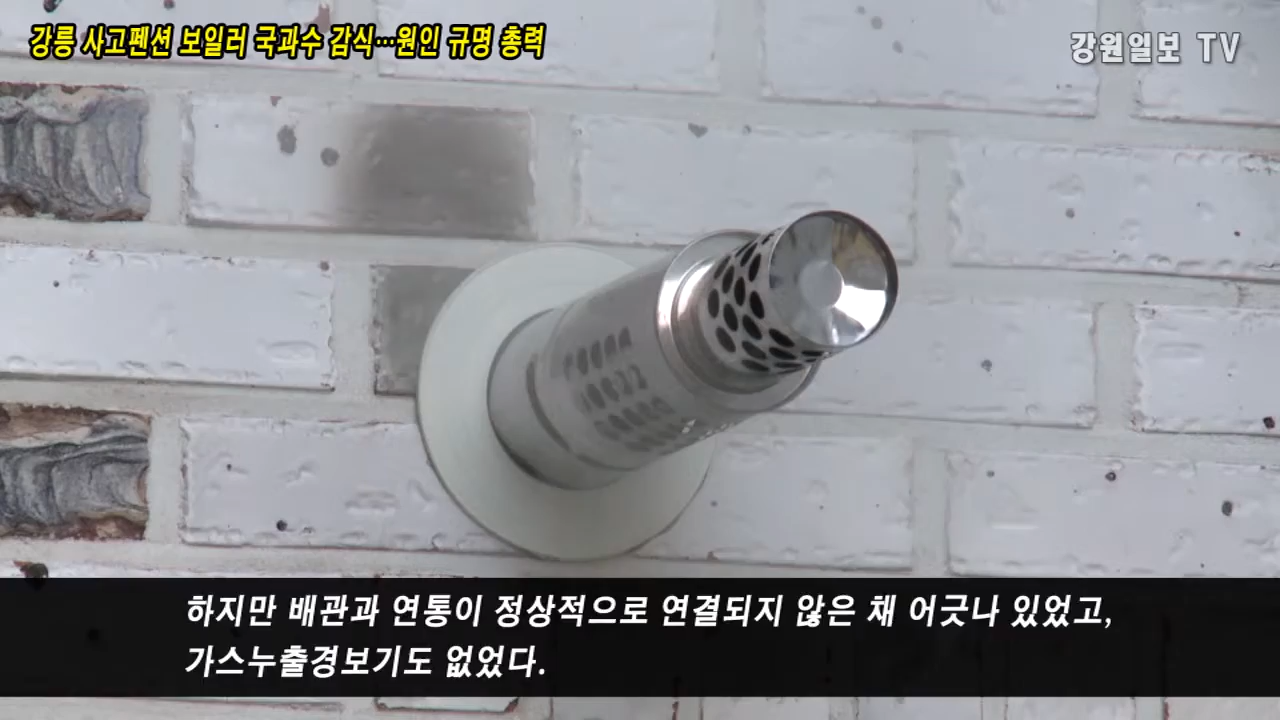 강릉 사고펜션 보일러 국과수 감식…원인 규명 총력
강원일보 TV
하지만 배관과 연통이 정상적으로 연결되지 않은 채 어긋나 있었고,
가스누출경보기도 없었다.